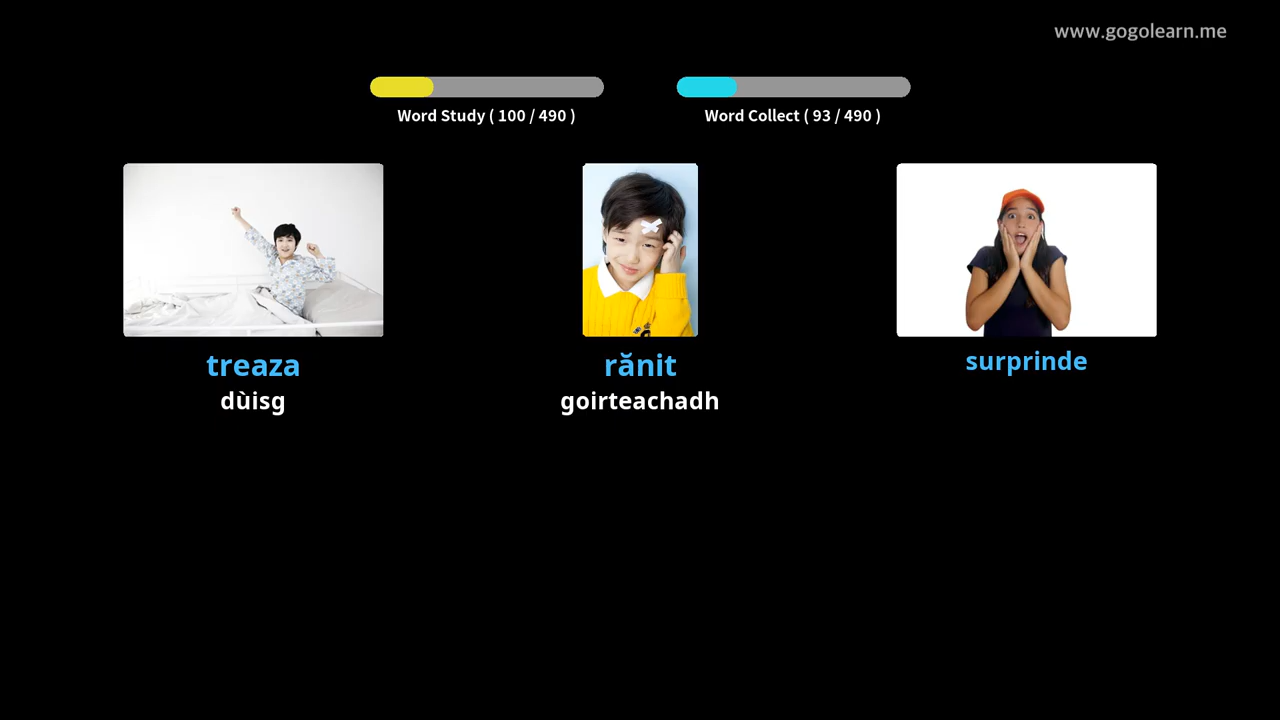 www.gogolearn.me
Word Study ( 100 / 490 )
Word Collect ( 93 / 490 )
treaza
rănit
surprinde
dùisg
goirteachadh